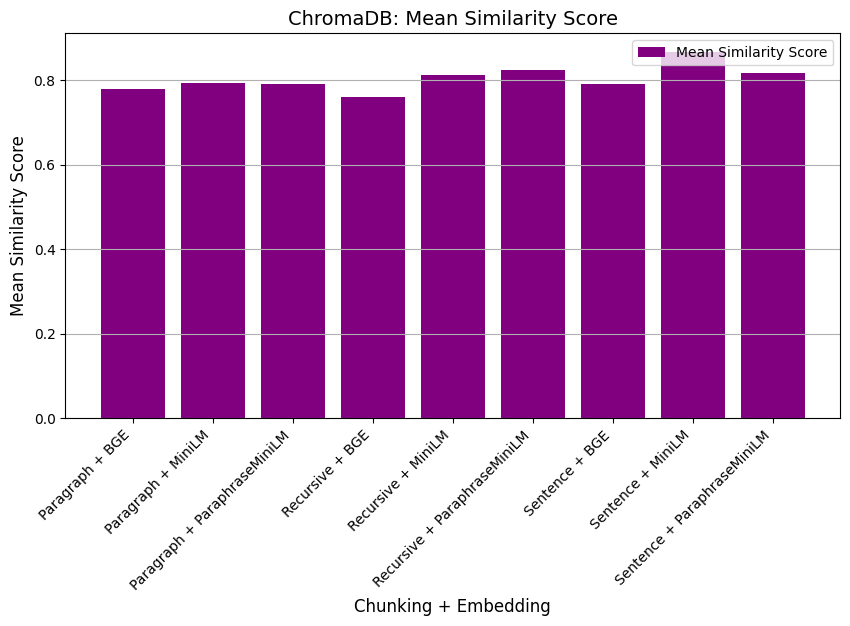 ChromaDB: Mean Similarity Score
Mean Similarity Score
Mean Similarity Score
0.8
0.6
0.4
0.2
0.0
Paragraph + BGE
Paragraph + MiniLM
Paragraph + ParaphraseMiniLM
Recursive + BGE
Recursive + MiniLM
Recursive + ParaphraseMiniLM
Sentence + BGE
Sentence + MiniLM
Sentence + ParaphraseMiniLM
Chunking + Embedding